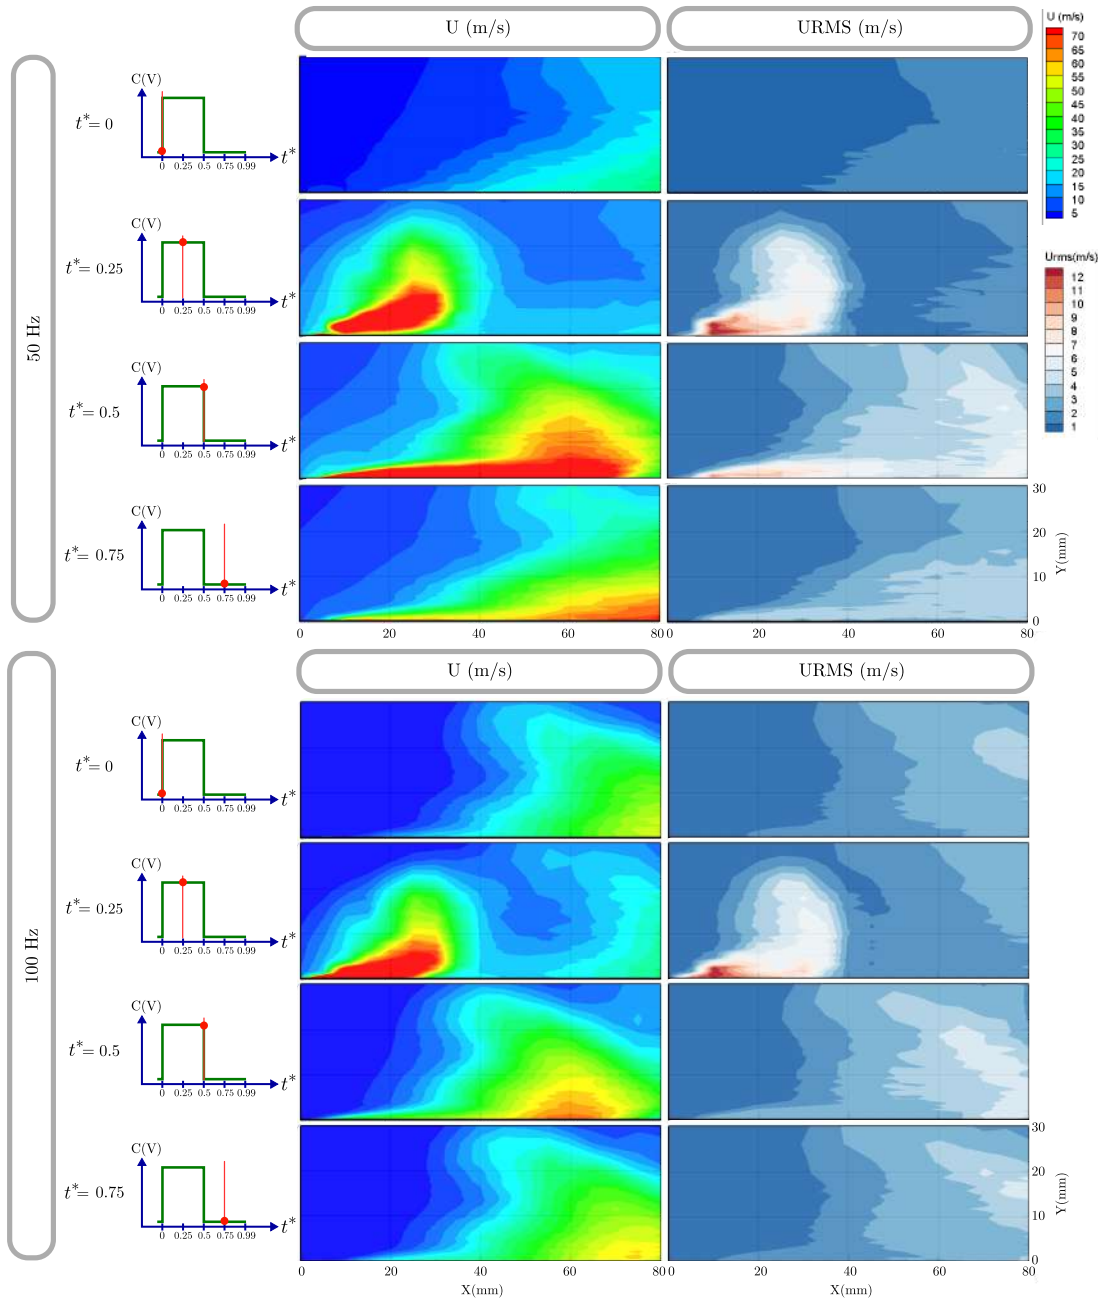 U (m/s) URMS (m/s)
U (m/s)
70
65
60
55
50
45
40
35
30
25
20
15
10
5
Urms(m/s)
12
11
10
9
8
7
6
5
4
3
2
1
50 Hz
C(V)
t*= 0
t*
0 0.25 0.5 0.75 0.99
C(V)
t*= 0.25
t*
0 0.25 0.5 0.75 0.99
C(V)
t*= 0.5
t*
0 0.25 0.5 0.75 0.99
C(V)
t*= 0.75
t*
0 0.25 0.5 0.75 0.99
30
20
10
0
Y(mm)
0 20 40 60 80 0 20 40 60 80
U (m/s) URMS (m/s)
100 Hz
C(V)
t*= 0
t*
0 0.25 0.5 0.75 0.99
C(V)
t*= 0.25
t*
0 0.25 0.5 0.75 0.99
C(V)
t*= 0.5
t*
0 0.25 0.5 0.75 0.99
C(V)
t*= 0.75
t*
0 0.25 0.5 0.75 0.99
30
20
10
0
Y(mm)
0 20 40 60 80 0 20 40 60 80
X(mm) X(mm)